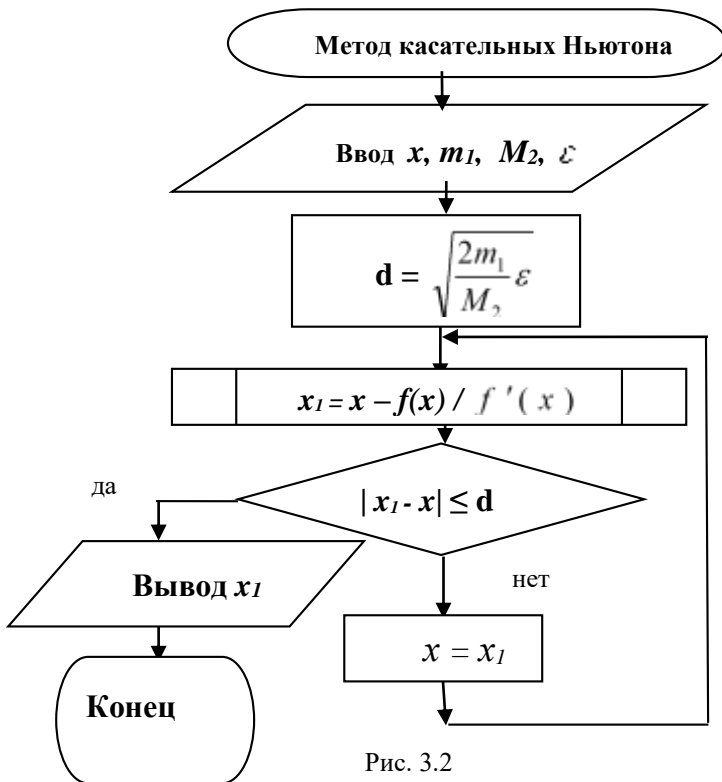 Метод касательных Ньютона
Ввод x, m₁, M₂, ε
d = √(2m₁/M₂ ε)
x₁ = x – f(x) / f '( x )
да
| x₁ - x| ≤ d
Вывод x₁
нет
x = x₁
Конец
Рис. 3.2